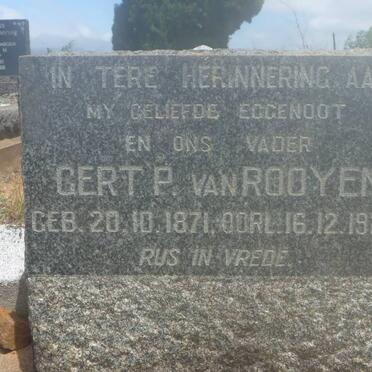 IN TERE HERINNERING AA
MY GELIEFDE EGGENOOT
EN ONS VADER
GERT P. VAN ROOYEN
GEB. 20.10.1871, OORL. 16.12.19
RUS IN VREDE